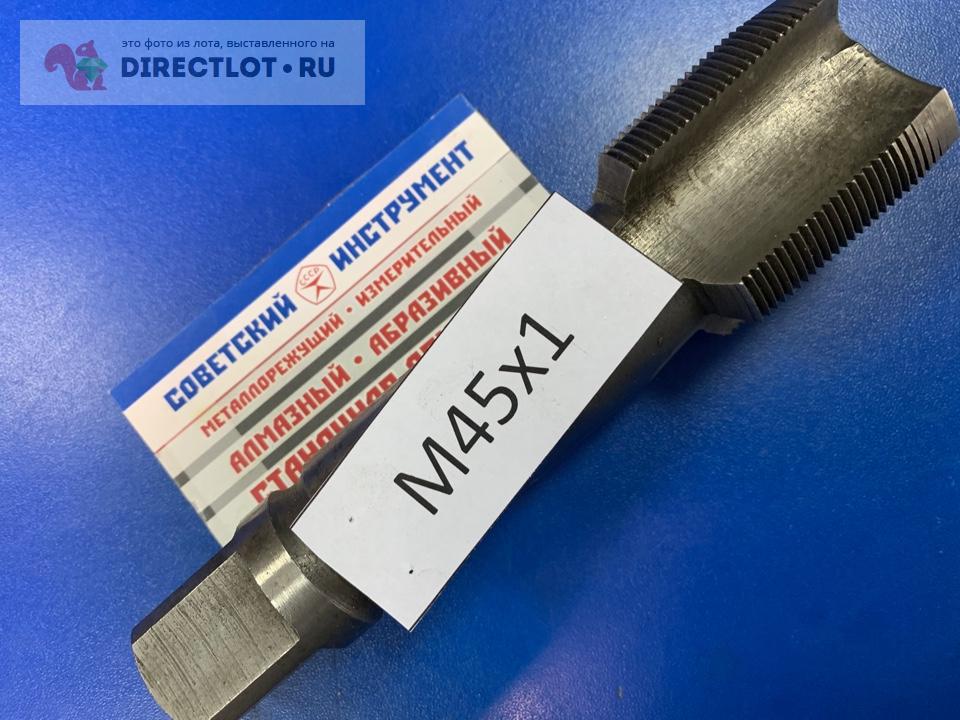 это фото из лота, выставленного на
DIRECTLOT•RU
СОВЕТСКИЙ СССР ИНСТРУМЕНТ
МЕТАЛЛОРЕЖУЩИЙ • ИЗМЕРИТЕЛЬНЫЙ
АЛМАЗНЫЙ • АБРАЗИВНЫЙ
M45x1